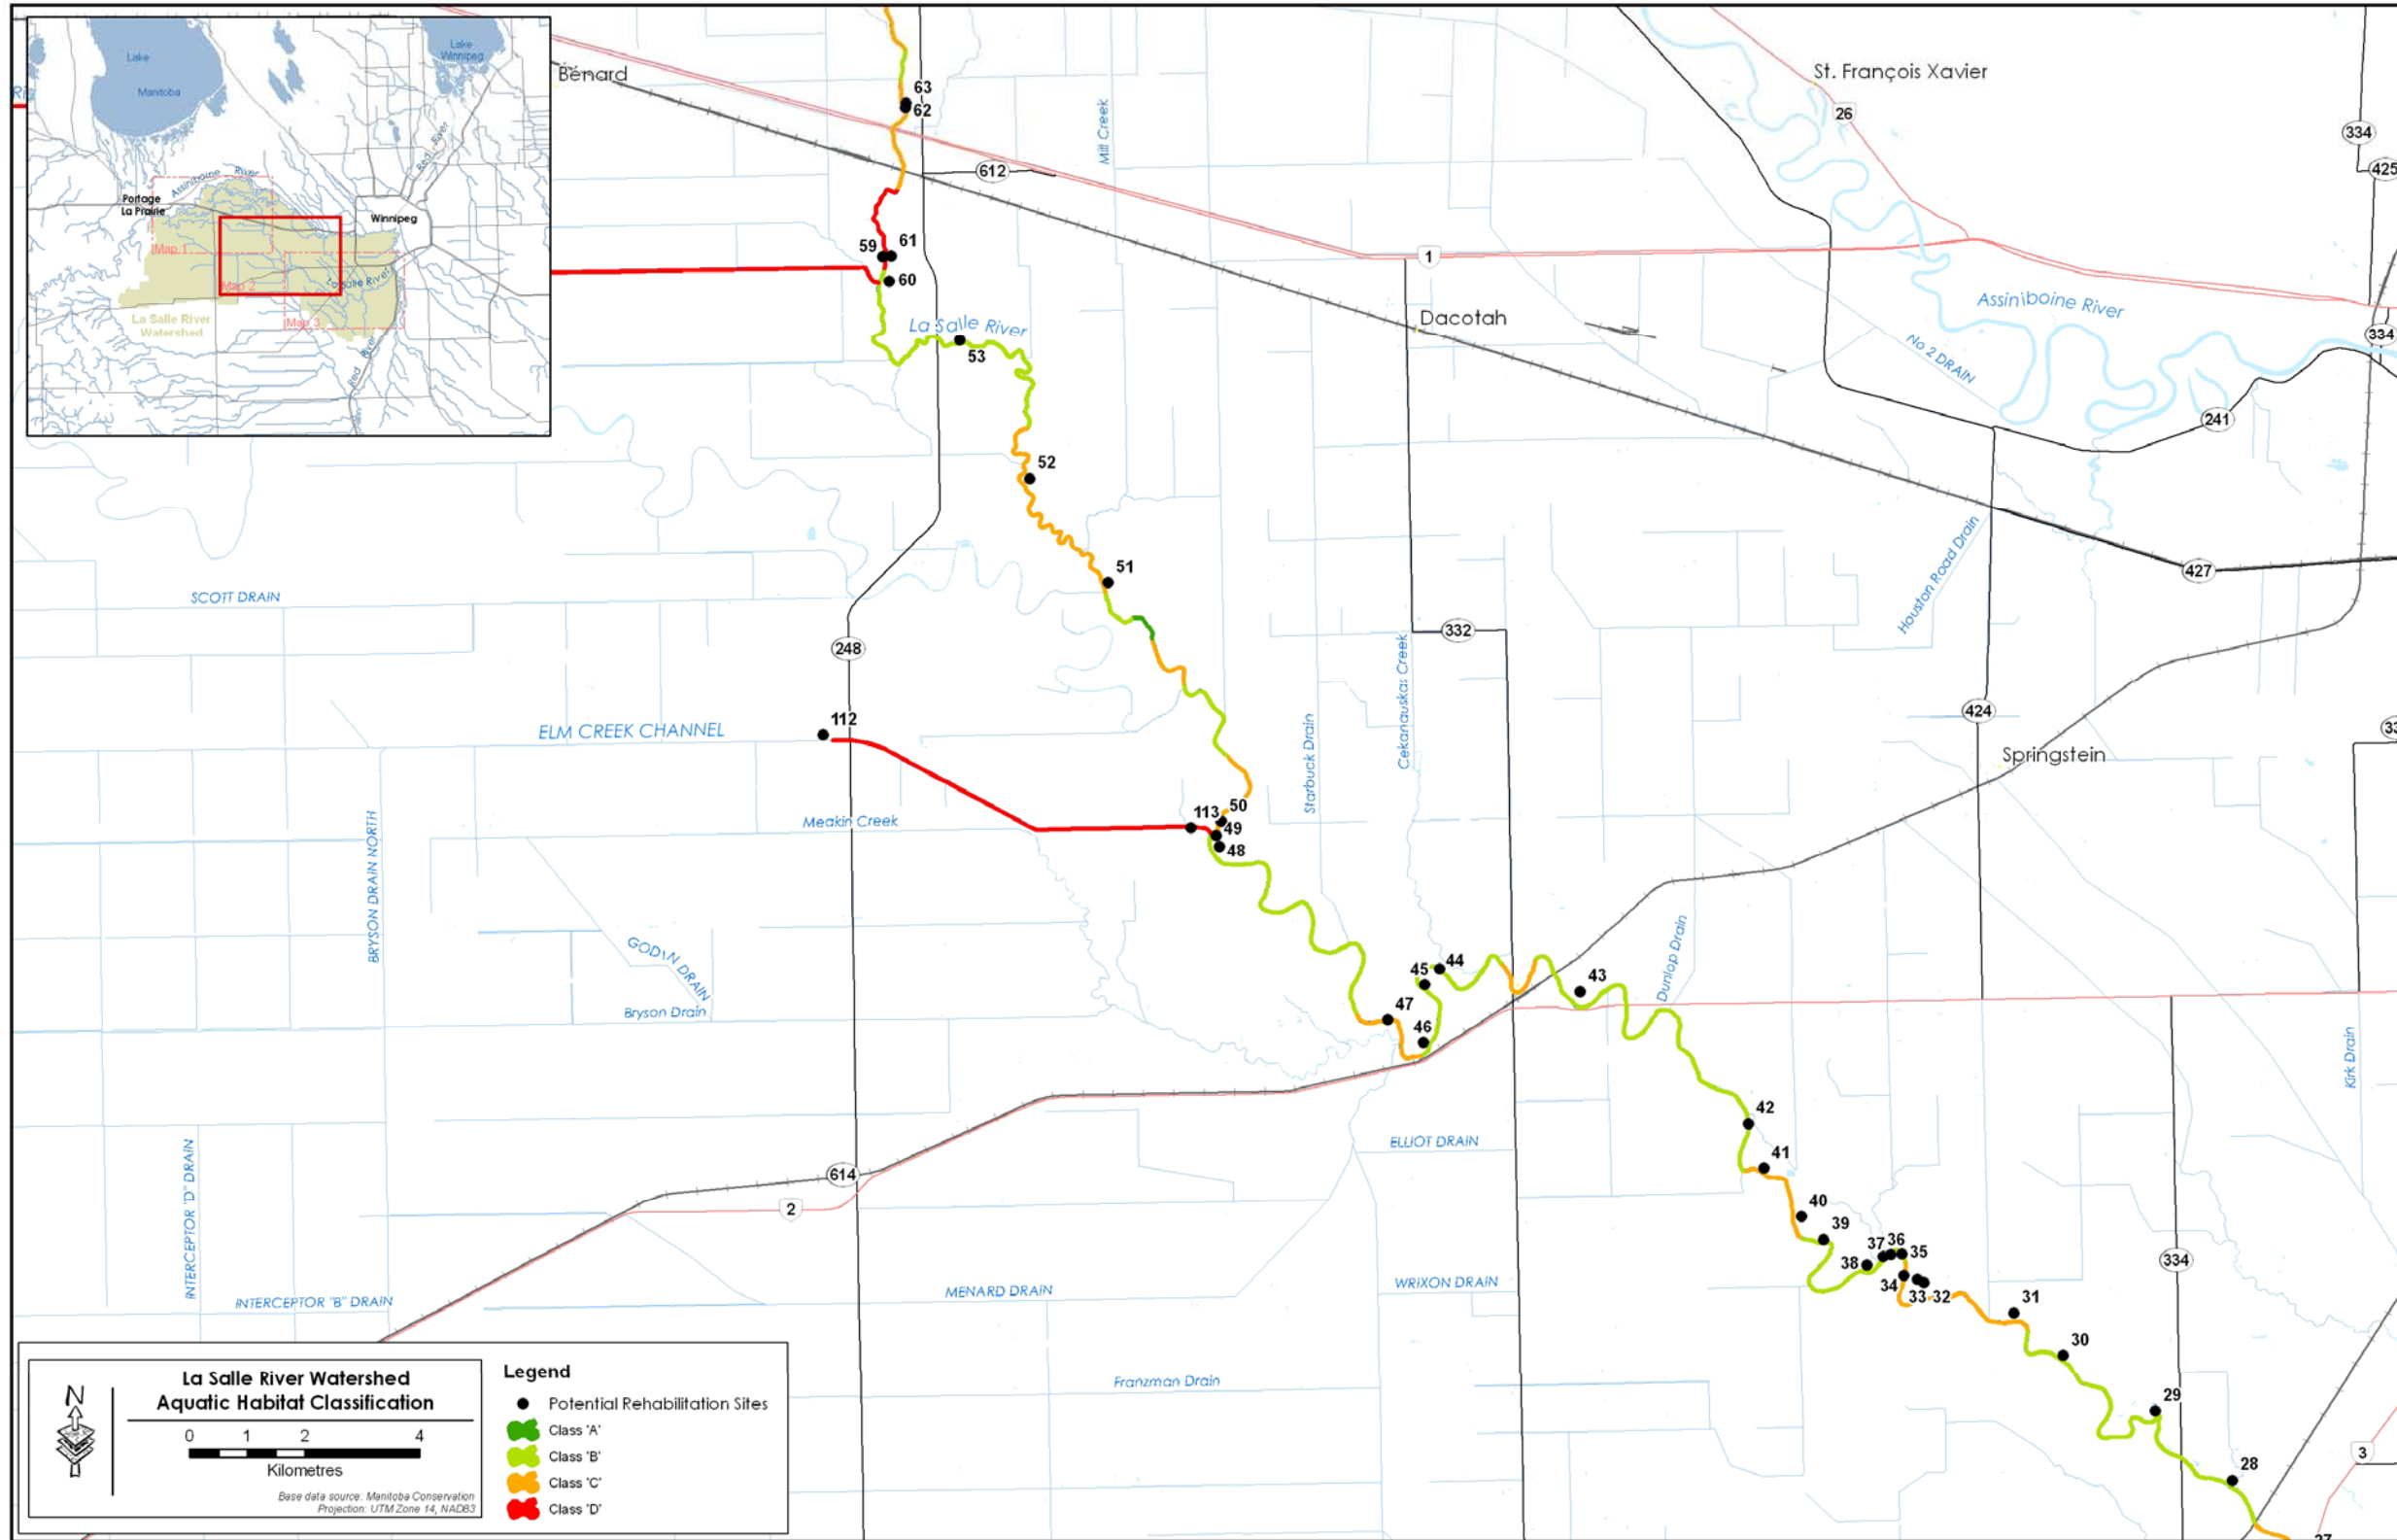 Lake
Manitoba
Lake
Winnipeg
Red River
Assiniboine River
Portage
La Prairie
Winnipeg
Map 1
Map 2
Map 3
La Salle River
La Salle River
Watershed
Red River
Bénard
63
62
Mill Creek
612
St. François Xavier
26
334
425
59
61
60
1
La Salle River
53
Dacotah
Assiniboine River
No 2 DRAIN
334
241
52
51
Houston Road Drain
427
SCOTT DRAIN
248
332
Cekanauskas Creek
424
112
ELM CREEK CHANNEL
Starbuck Drain
Springstein
Meakin Creek
113
50
49
48
BRYSON DRAIN NORTH
GODIN DRAIN
Bryson Drain
45
44
43
Dunlop Drain
47
46
Kirk Drain
42
ELLIOT DRAIN
41
614
2
INTERCEPTOR "D" DRAIN
40
39
37
36
35
38
34
33
32
334
INTERCEPTOR "B" DRAIN
MENARD DRAIN
WRIXON DRAIN
31
30
Franzman Drain
29
28
3
La Salle River Watershed
Aquatic Habitat Classification
N
0 1 2 4
Kilometres
Base data source: Manitoba Conservation
Projection: UTM Zone 14, NAD83
Legend
Potential Rehabilitation Sites
Class 'A'
Class 'B'
Class 'C'
Class 'D'